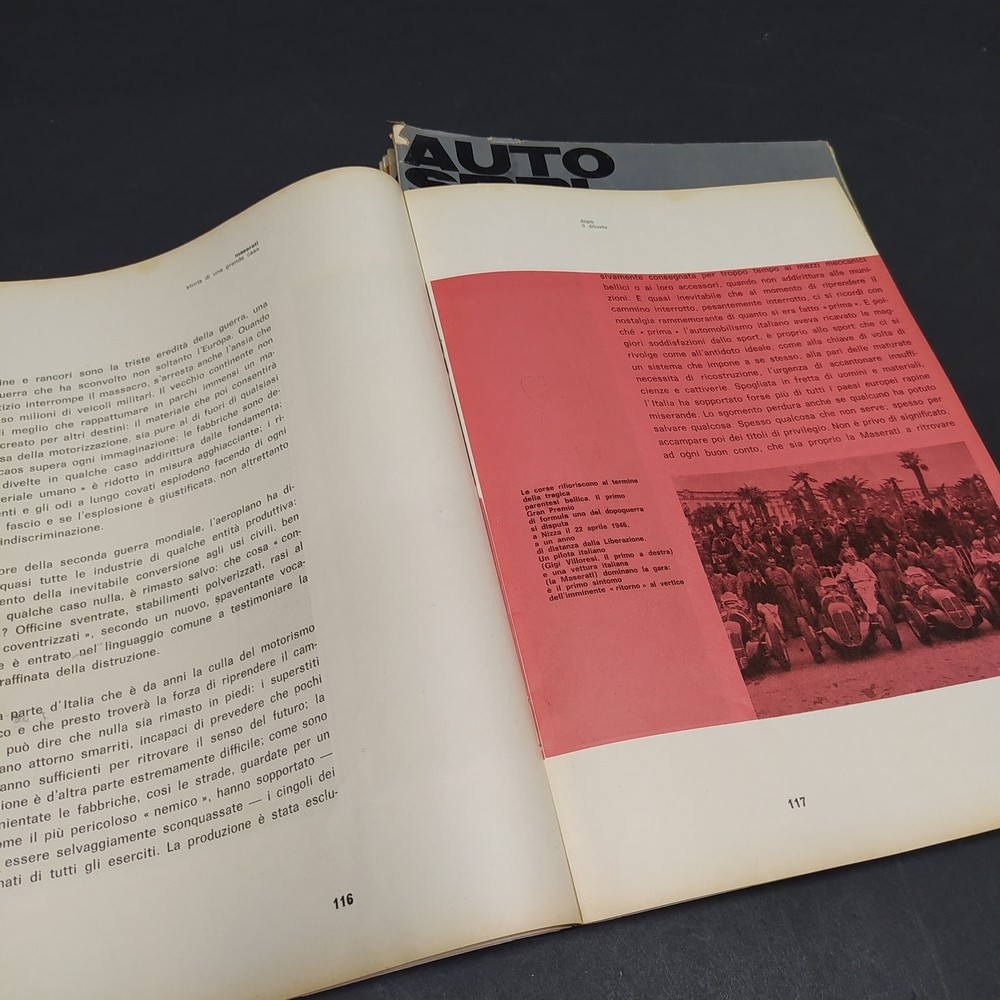 AUTO
maserati
storia di una grande casa
ine e rancori sono la triste eredità della guerra, una
uerra che ha sconvolto non soltanto l'Europa. Quando
tizio interrompe il massacro, s'arresta anche l'ansia che
so milioni di veicoli militari. Il vecchio continente non
di meglio che rappattumare in parchi immensi un ma-
creato per altri destini: il materiale che poi consentirà
sa della motorizzazione, sia pure al di fuori di qualsiasi
caos supera ogni immaginazione: le fabbriche sono de-
divelte in qualche caso addirittura dalle fondamenta;
eriale umano » è ridotto in misura agghiacciante; i ri
nti e gli odi a lungo covati esplodono facendo di ogni
fascio e se l'esplosione è giustificata, non altrettanto
indiscriminazione.
ore della seconda guerra mondiale, l'aeroplano ha di-
quasi tutte le industrie di qualche entità produttiva:
ento della inevitabile conversione agli usi civili, ben
qualche caso nulla, è rimasto salvo: che cosa « con-
? Officine sventrate, stabilimenti polverizzati, rasi al
coventrizzati », secondo un nuovo, spaventante voca-
e è entrato nel linguaggio comune a testimoniare la
raffinata della distruzione.
a parte d'Italia che è da anni la culla del motorismo
co e che presto troverà la forza di riprendere il cam-
può dire che nulla sia rimasto in piedi: i superstiti
ano attorno smarriti, incapaci di prevedere che pochi
anno sufficienti per ritrovare il senso del futuro; la
ione è d'altra parte estremamente difficile; come sono
nientate le fabbriche, così le strade, guardate per un
ome il più pericoloso « nemico », hanno sopportato —
essere selvaggiamente sconquassate — i cingoli dei
nati di tutti gli eserciti. La produzione è stata esclu-
116
dopo
il diluvio
sivamente consegnata per troppo tempo ai mezzi meccanici
bellici o ai loro accessori, quando non addirittura alle muni-
zioni. È quasi inevitabile che al momento di riprendere il
cammino interrotto, pesantemente interrotto, ci si ricordi con
nostalgia rammemorante di quanto si era fatto « prima ». E poi-
ché « prima » l'automobilismo italiano aveva ricavato le mag-
giori soddisfazioni dallo sport, è proprio allo sport che ci si
rivolge come all'antidoto ideale, come alla chiave di volta di
un sistema che impone a se stesso, alla pari delle maturate
necessità di ricostruzione, l'urgenza di accantonare insuffi-
cienze e cattiverie. Spogliata in fretta di uomini e materiali,
l'Italia ha sopportato forse più di tutti i paesi europei rapine
miserande. Lo sgomento perdura anche se qualcuno ha potuto
salvare qualcosa. Spesso qualcosa che non serve, spesso per
accampare poi dei titoli di privilegio. Non è privo di significato,
ad ogni buon conto, che sia proprio la Maserati a ritrovare
Le corse rifioriscono al termine
della tragica
parentesi bellica. Il primo
Gran Premio
di formula uno del dopoguerra
si disputa
a Nizza il 22 aprile 1946,
a un anno
di distanza dalla Liberazione.
Un pilota italiano
(Gigi Villoresi, il primo a destra)
e una vettura italiana
(la Maserati) dominano la gara:
è il primo sintomo
dell'imminente « ritorno » al vertice
117